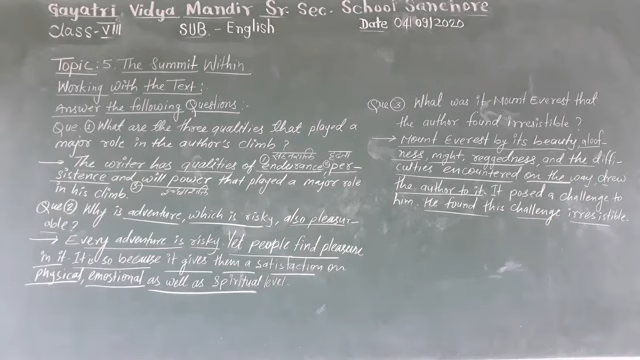 Gayatri Vidya Mandir Sr. Sec. School Sanchore
Class-VIII SUB.- English Date 04/09/2020
Topic: 5. The Summit Within
Working with the Text:
Answer the following Questions:-
Que. ① What are the three qualities that played a
major role in the author's climb?
→ The writer has qualities of ① endurance ② per-
sistence and will power that played a major role
③
in his climb.
Que ② Why is adventure, which is risky, also pleasur-
able?
→ Every adventure is risky. Yet people find pleasure
in it. It is so because it gives them a satisfaction on
physical, emostional as well as Spiritual level.
Que ③ What was it Mount Everest that
the author found irresistible?
→ Mount Everest by its beauty, aloof-
ness, might, reggedness, and the diff-
culties encountered on the way drew
the author to it. It posed a challenge to
him. He found this challenge irresistible.